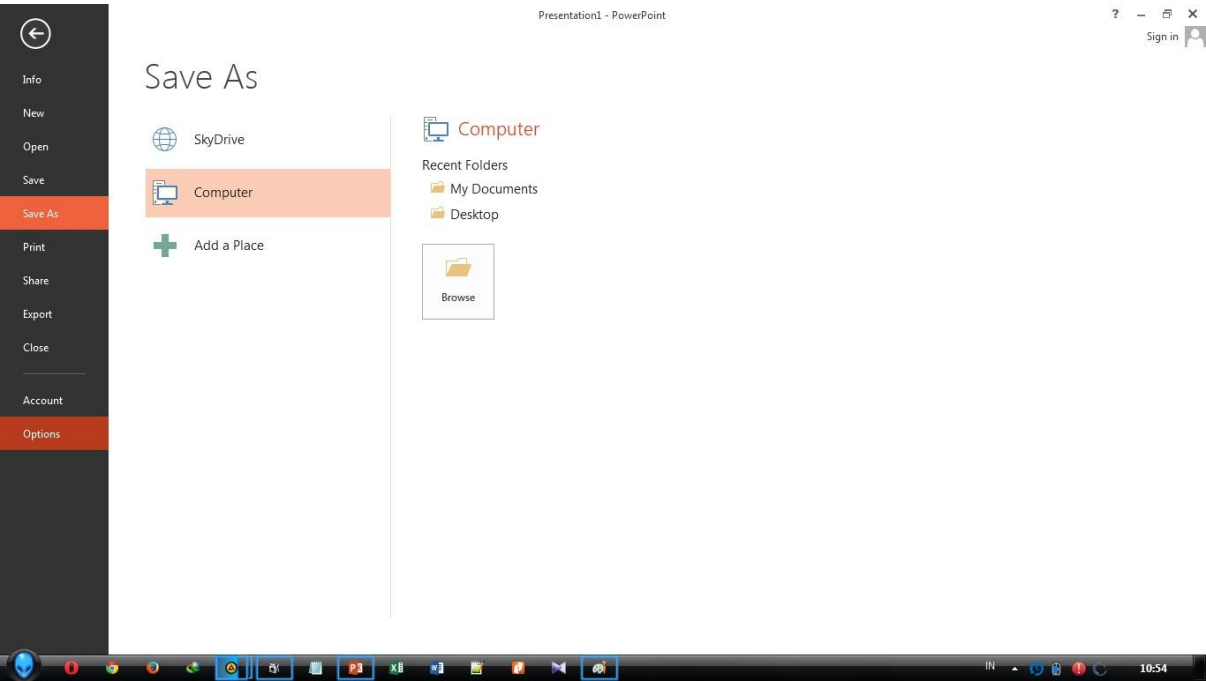 Presentation1 - PowerPoint
?
Sign in
Info
New
Open
Save
Save As
Print
Share
Export
Close
Account
Options
Save As
SkyDrive
Computer
Add a Place
Computer
Recent Folders
My Documents
Desktop
Browse
IN
10:54